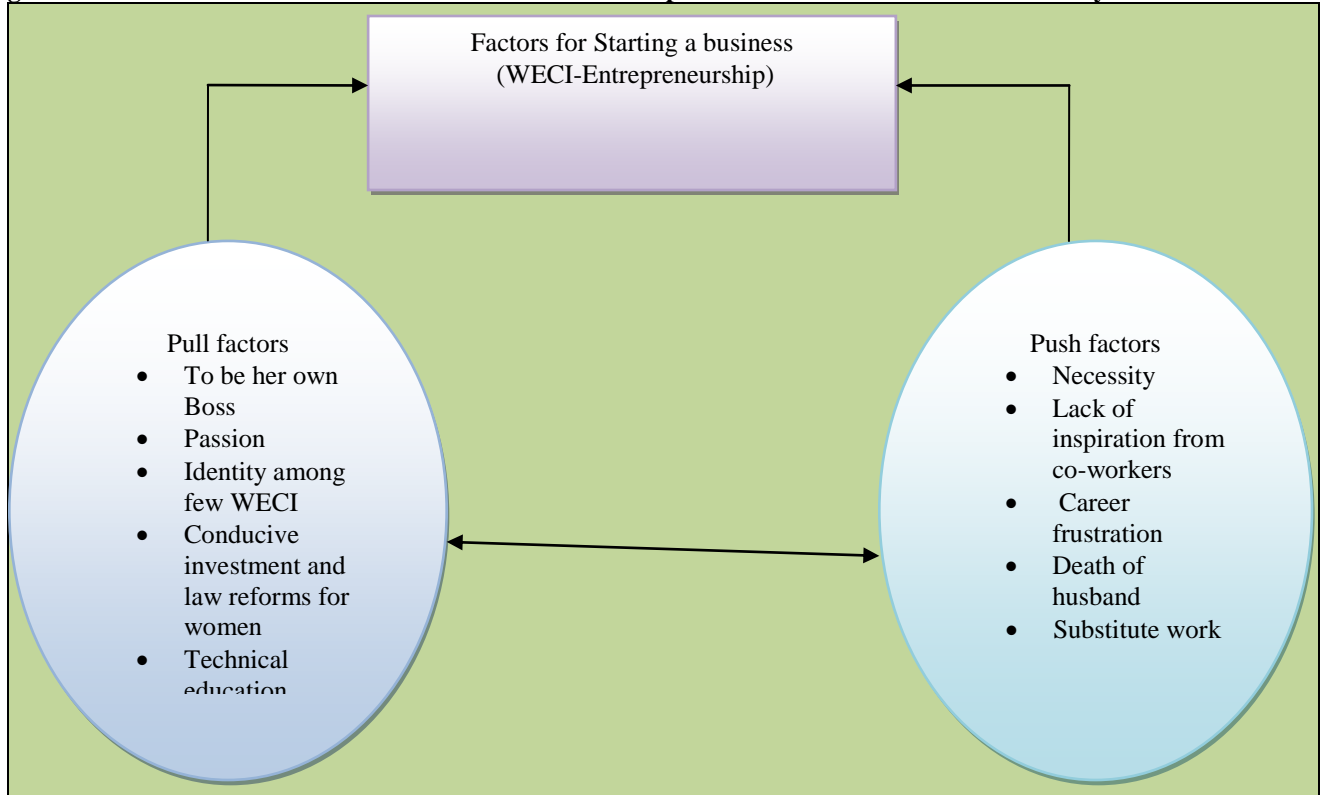 Factors for Starting a business
(WECI-Entrepreneurship)
Pull factors
• To be her own
Boss
• Passion
• Identity among
few WECI
• Conducive
investment and
law reforms for
women
• Technical
education
Push factors
• Necessity
• Lack of
inspiration from
co-workers
• Career
frustration
• Death of
husband
• Substitute work